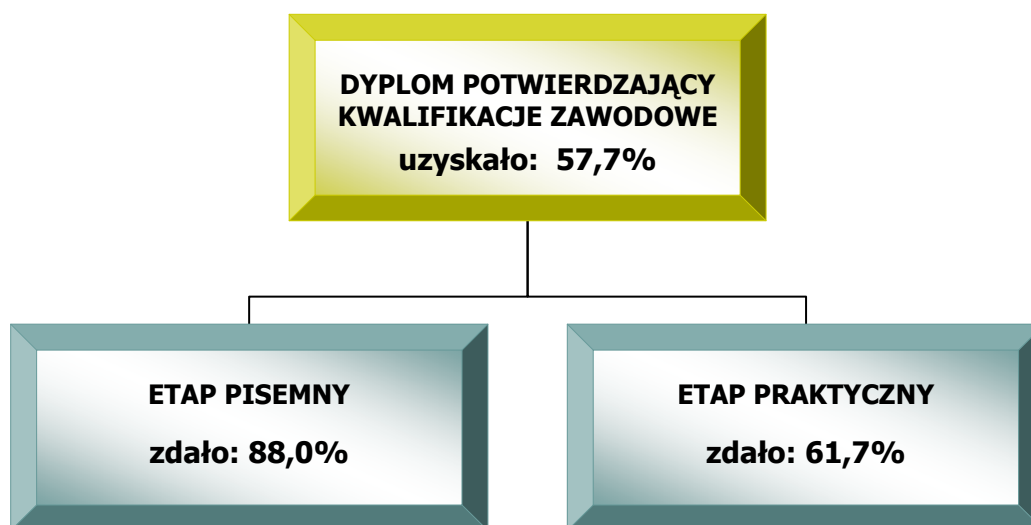 DYPLOM POTWIERDZAJĄCY
KWALIFIKACJE ZAWODOWE
uzyskało: 57,7%
ETAP PISEMNY
zdało: 88,0%
ETAP PRAKTYCZNY
zdało: 61,7%